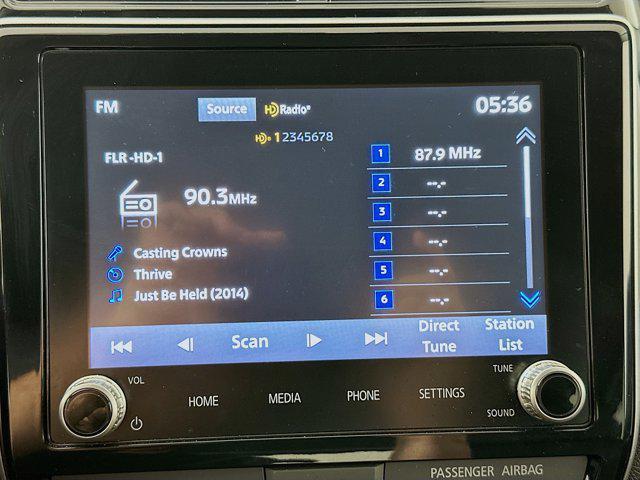 FM Source HD Radio® 05:36
HD® 12345678
FLR-HD-1
90.3MHz
Casting Crowns
Thrive
Just Be Held (2014)
1 87.9 MHz
2 --.-
3 --.-
4 --.-
5 --.-
6 --.-
Scan
Direct Tune
Station List
VOL
HOME MEDIA PHONE SETTINGS
TUNE
SOUND
PASSENGER AIRBAG